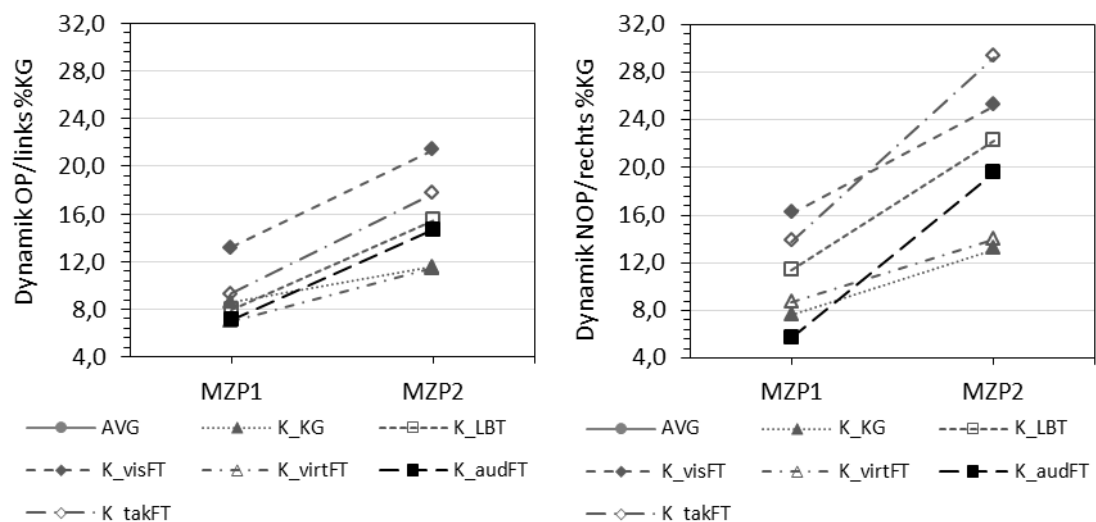 Dynamik OP/links %KG
32,0
28,0
24,0
20,0
16,0
12,0
8,0
4,0
MZP1 MZP2
AVG K_KG K_LBT
K_visFT K_virtFT K_audFT
K_takFT
Dynamik NOP/rechts %KG
32,0
28,0
24,0
20,0
16,0
12,0
8,0
4,0
MZP1 MZP2
AVG K_KG K_LBT
K_visFT K_virtFT K_audFT
K_takFT